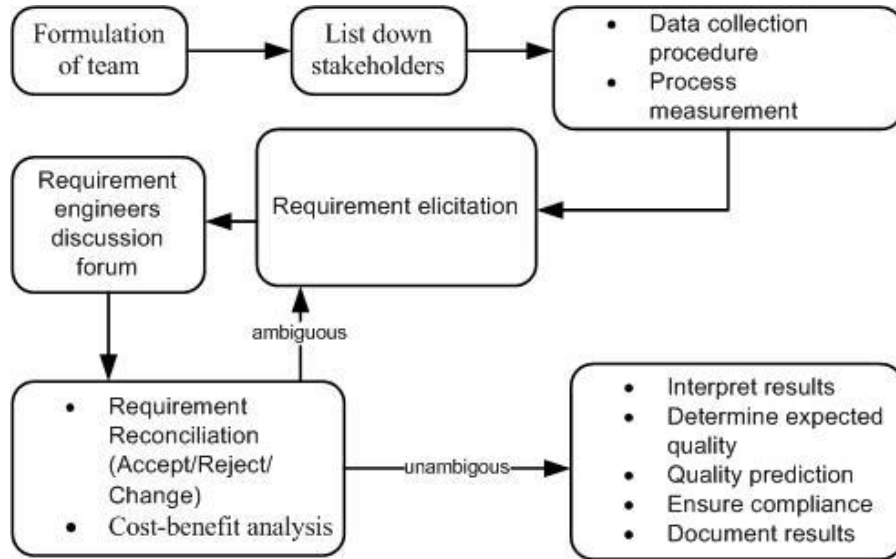 Formulation
of team
List down
stakeholders
• Data collection
procedure
• Process
measurement
Requirement
engineers
discussion
forum
Requirement elicitation
ambiguous
• Requirement
Reconciliation
(Accept/Reject/
Change)
• Cost-benefit analysis
unambigous
• Interpret results
• Determine expected
quality
• Quality prediction
• Ensure compliance
• Document results